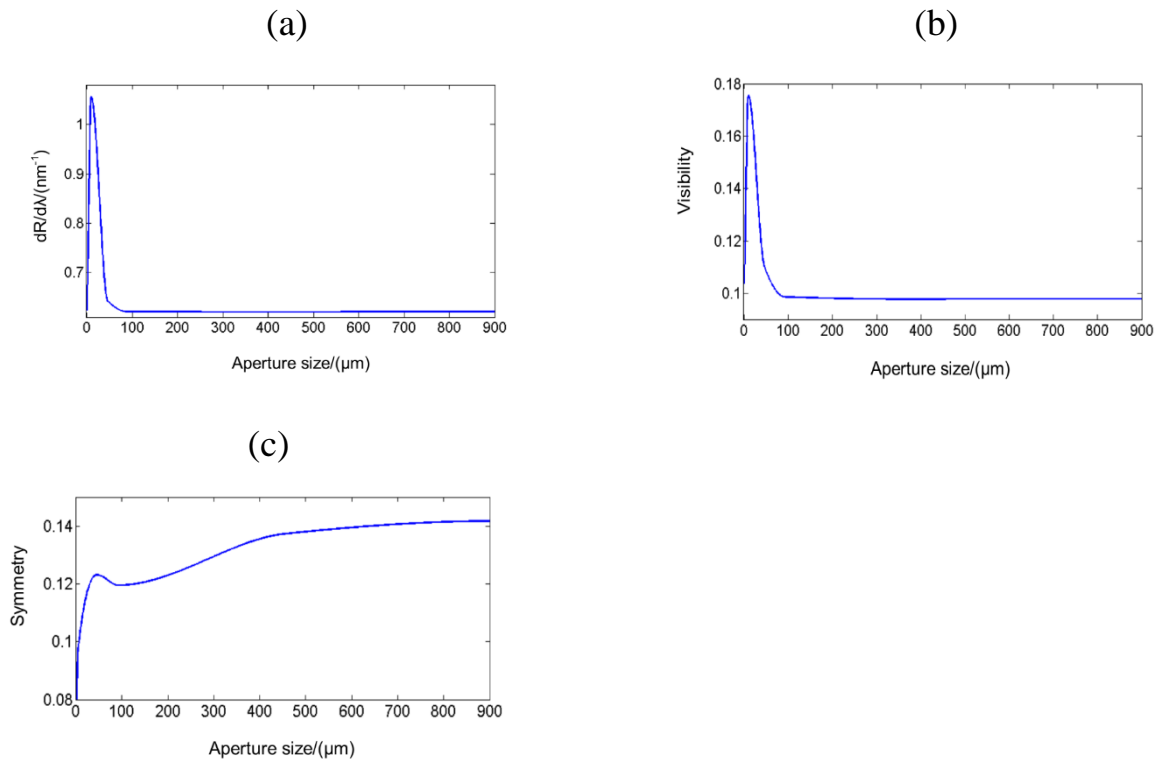 (a)
(b)
1
0.9
0.8
0.7
dR/dλ/(nm⁻¹)
0 100 200 300 400 500 600 700 800 900
Aperture size/(μm)
0.18
0.16
0.14
0.12
0.1
Visibility
0 100 200 300 400 500 600 700 800 900
Aperture size/(μm)
(c)
0.14
0.12
0.1
0.08
Symmetry
0 100 200 300 400 500 600 700 800 900
Aperture size/(μm)